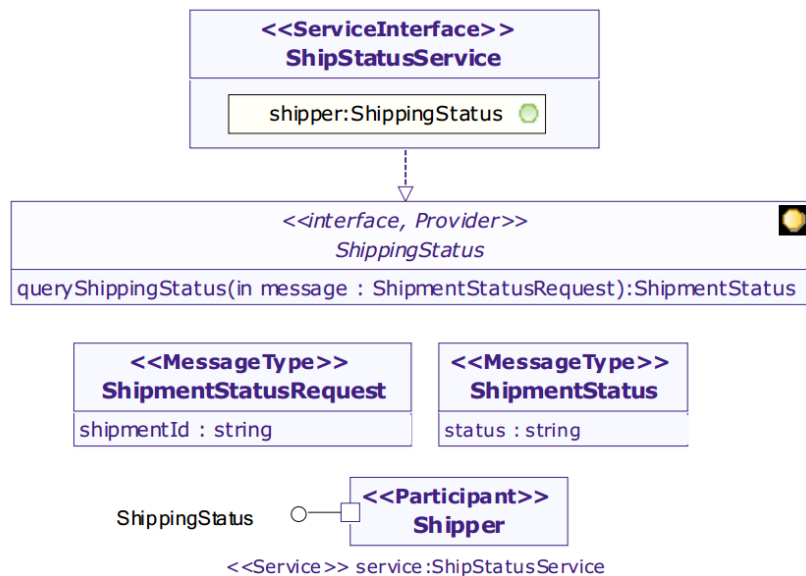 <<ServiceInterface>>
ShipStatusService
shipper:ShippingStatus
<<interface, Provider>>
ShippingStatus
queryShippingStatus(in message : ShipmentStatusRequest):ShipmentStatus
<<MessageType>>
ShipmentStatusRequest
shipmentId : string
<<MessageType>>
ShipmentStatus
status : string
<<Participant>>
Shipper
ShippingStatus
<<Service>> service:ShipStatusService